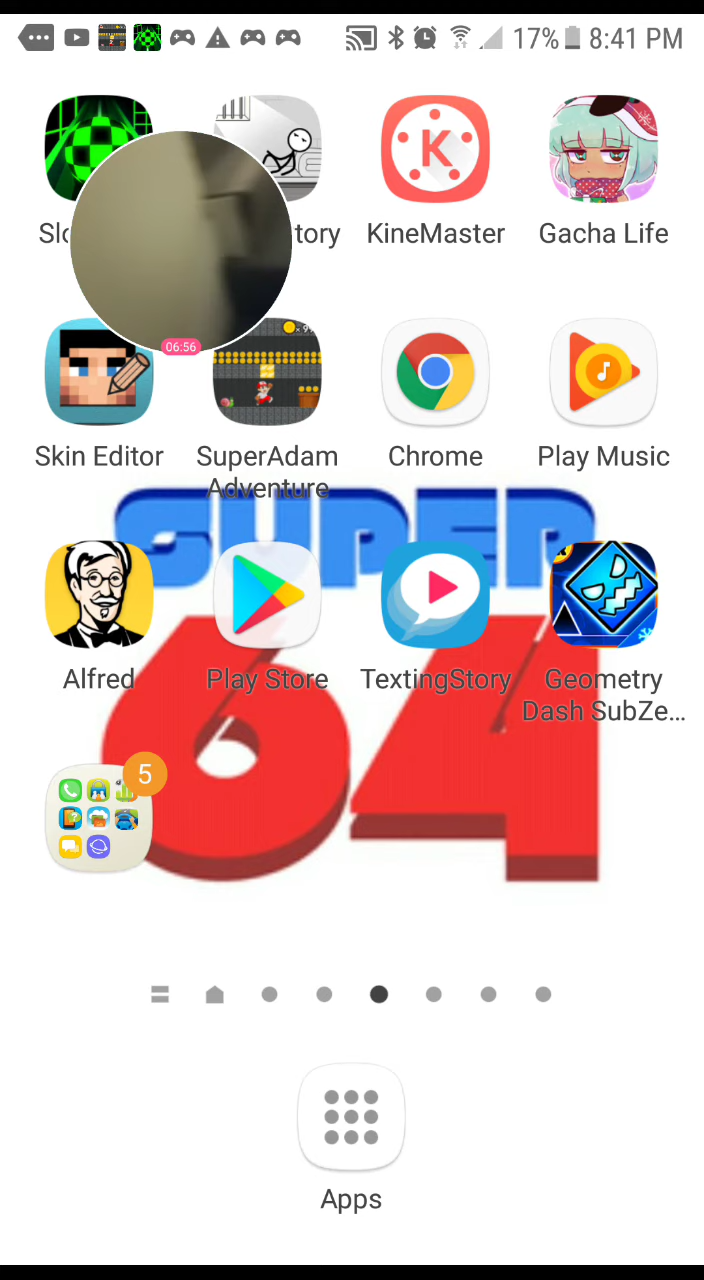 17% 8:41 PM
Slo
tory
KineMaster
Gacha Life
06:56
Skin Editor
SuperAdam
Adventure
Chrome
Play Music
SUPER
64
Alfred
Play Store
TextingStory
Geometry
Dash SubZe...
5
Apps